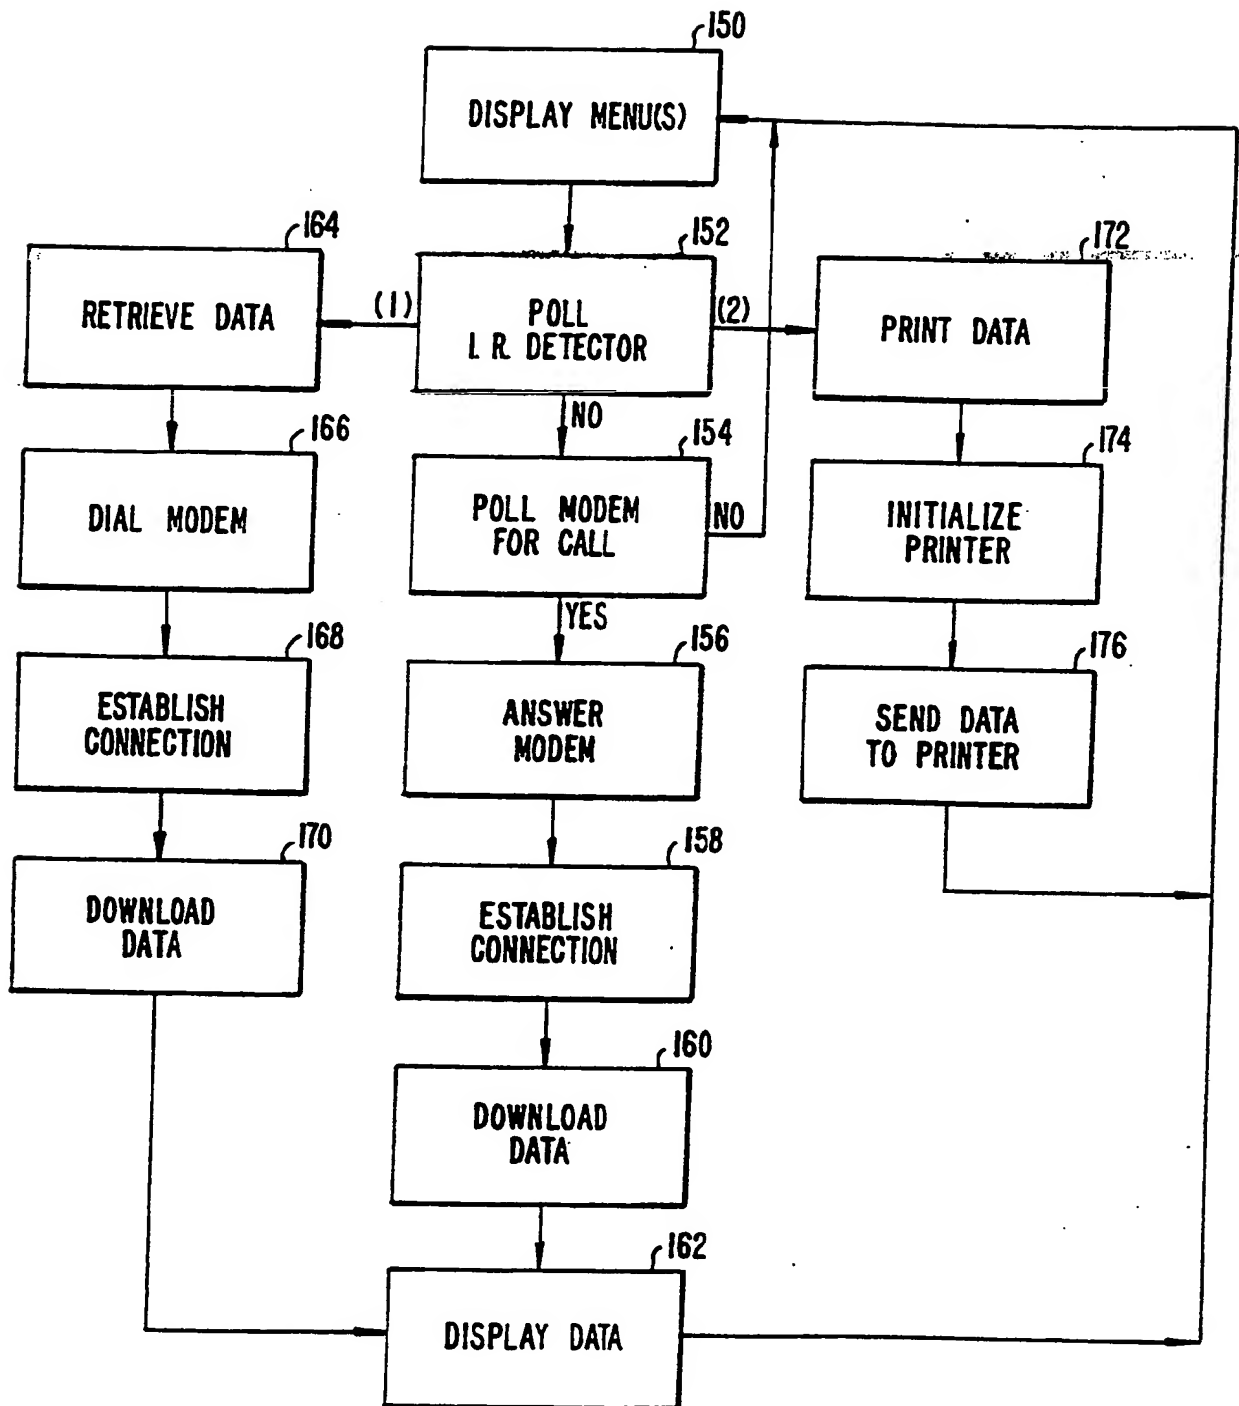 150
DISPLAY MENU(S)
164
RETRIEVE DATA
(1)
152
POLL
I. R. DETECTOR
(2)
172
PRINT DATA
NO
166
DIAL MODEM
154
POLL MODEM
FOR CALL
NO
174
INITIALIZE
PRINTER
YES
168
ESTABLISH
CONNECTION
156
ANSWER
MODEM
176
SEND DATA
TO PRINTER
170
DOWNLOAD
DATA
158
ESTABLISH
CONNECTION
160
DOWNLOAD
DATA
162
DISPLAY DATA